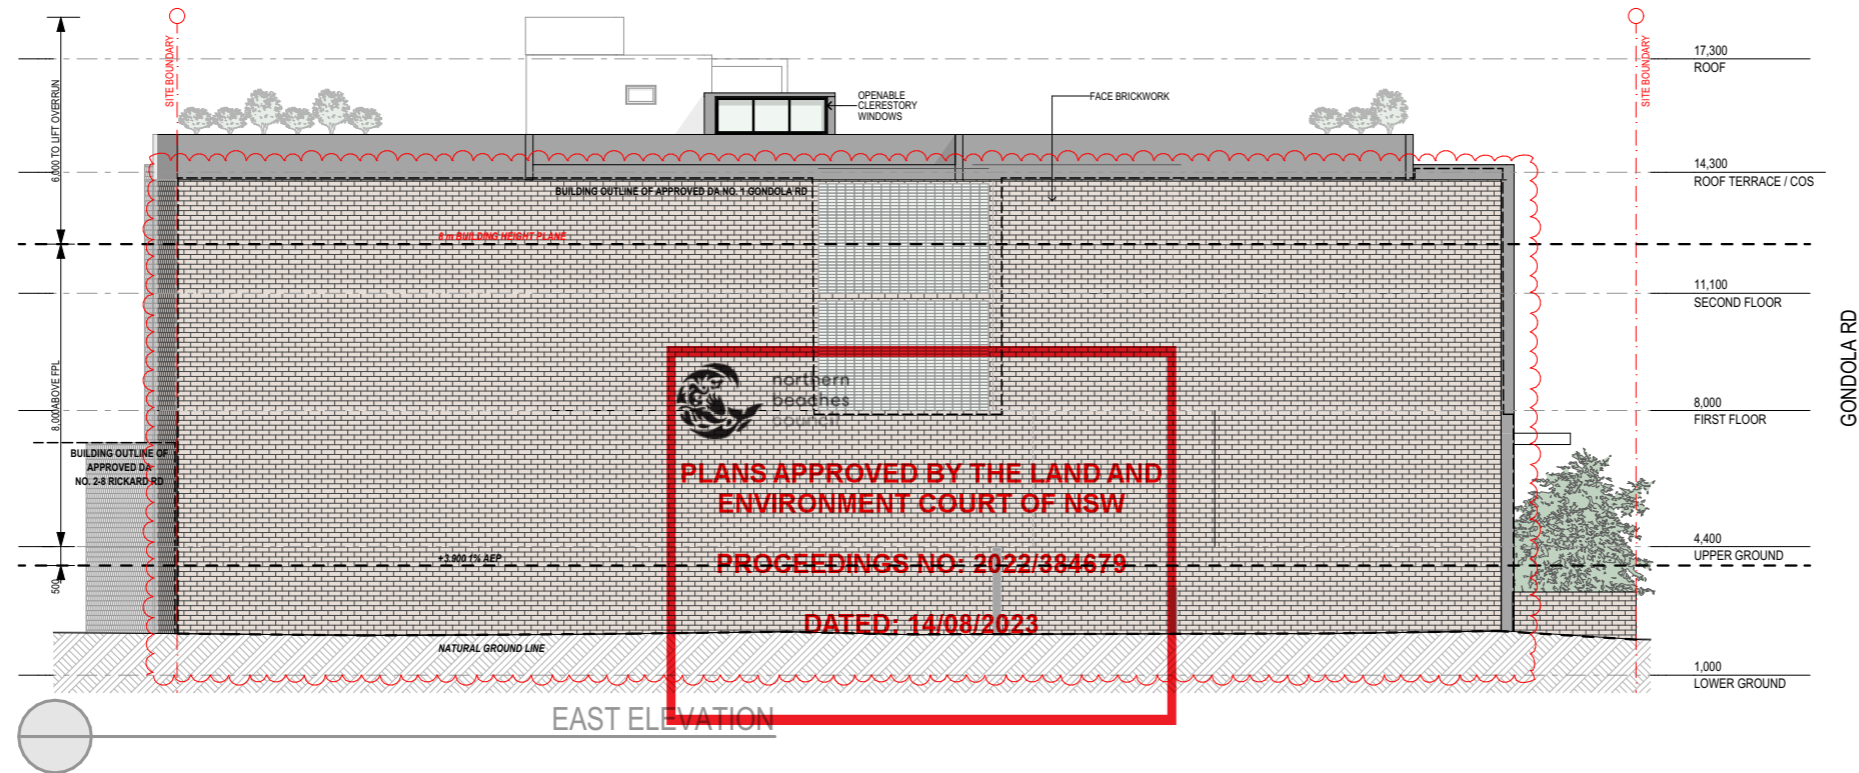 SITE BOUNDARY
6,000 TO LIFT OVERRUN
8,000 ABOVE FPL
500
OPENABLE
CLERESTORY
WINDOWS
FACE BRICKWORK
BUILDING OUTLINE OF APPROVED DA NO. 1 GONDOLA RD
8 m BUILDING HEIGHT PLANE
BUILDING OUTLINE OF
APPROVED DA
NO. 2-8 RICKARD RD
+3.900 1% AEP
NATURAL GROUND LINE
northern
beaches
council
PLANS APPROVED BY THE LAND AND
ENVIRONMENT COURT OF NSW
PROCEEDINGS NO: 2022/384679
DATED: 14/08/2023
EAST ELEVATION
SITE BOUNDARY
17,300
ROOF
14,300
ROOF TERRACE / COS
11,100
SECOND FLOOR
8,000
FIRST FLOOR
4,400
UPPER GROUND
1,000
LOWER GROUND
GONDOLA RD